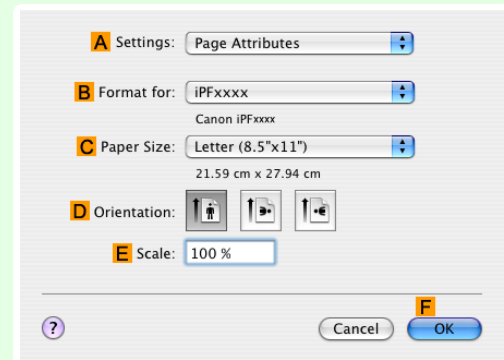 A Settings: Page Attributes
B Format for: iPFxxxx
Canon iPFxxxx
C Paper Size: Letter (8.5"x11")
21.59 cm x 27.94 cm
D Orientation:
E Scale: 100 %
F
? Cancel OK